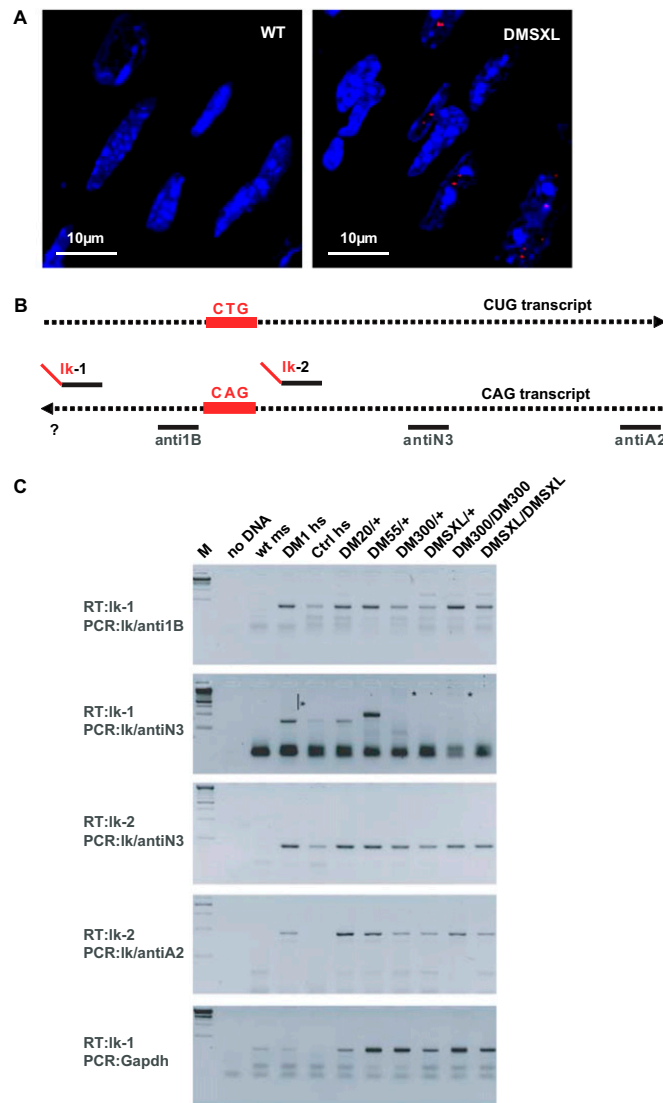 A
WT
DMSXL
10μm
10μm
B
CTG
CUG transcript
lk-1
lk-2
CAG
CAG transcript
?
anti1B
antiN3
antiA2
C
M
no DNA
wt ms
DM1 hs
Ctrl hs
DM20/+
DM55/+
DM300/+
DMSXL/+
DM300/DM300
DMSXL/DMSXL
RT:lk-1
PCR:lk/anti1B
RT:lk-1
PCR:lk/antiN3
*
*
*
RT:lk-2
PCR:lk/antiN3
RT:lk-2
PCR:lk/antiA2
RT:lk-1
PCR:Gapdh